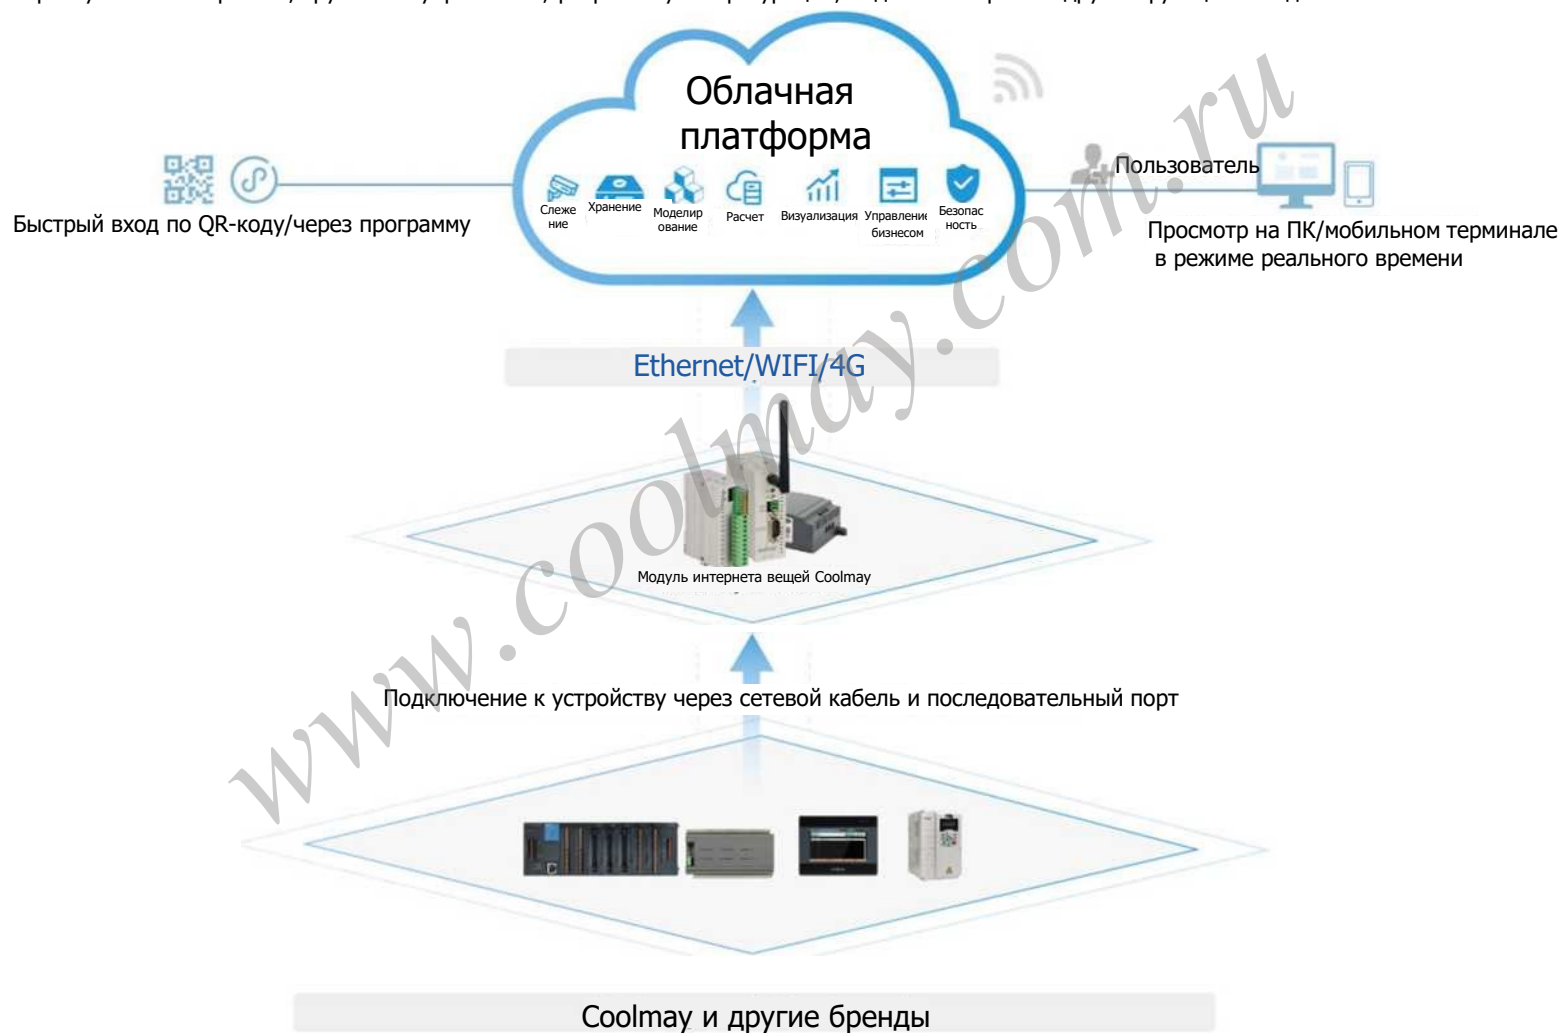 Облачная
платформа
Слеже
ние
Хранение
Моделир
ование
Расчет
Визуализация
Управление
бизнесом
Безопас
ность
Быстрый вход по QR-коду/через программу
Пользователь
Просмотр на ПК/мобильном терминале
в режиме реального времени
Ethernet/WIFI/4G
Модуль интернета вещей Coolmay
Подключение к устройству через сетевой кабель и последовательный порт
Coolmay и другие бренды
www.coolmay.com.ru